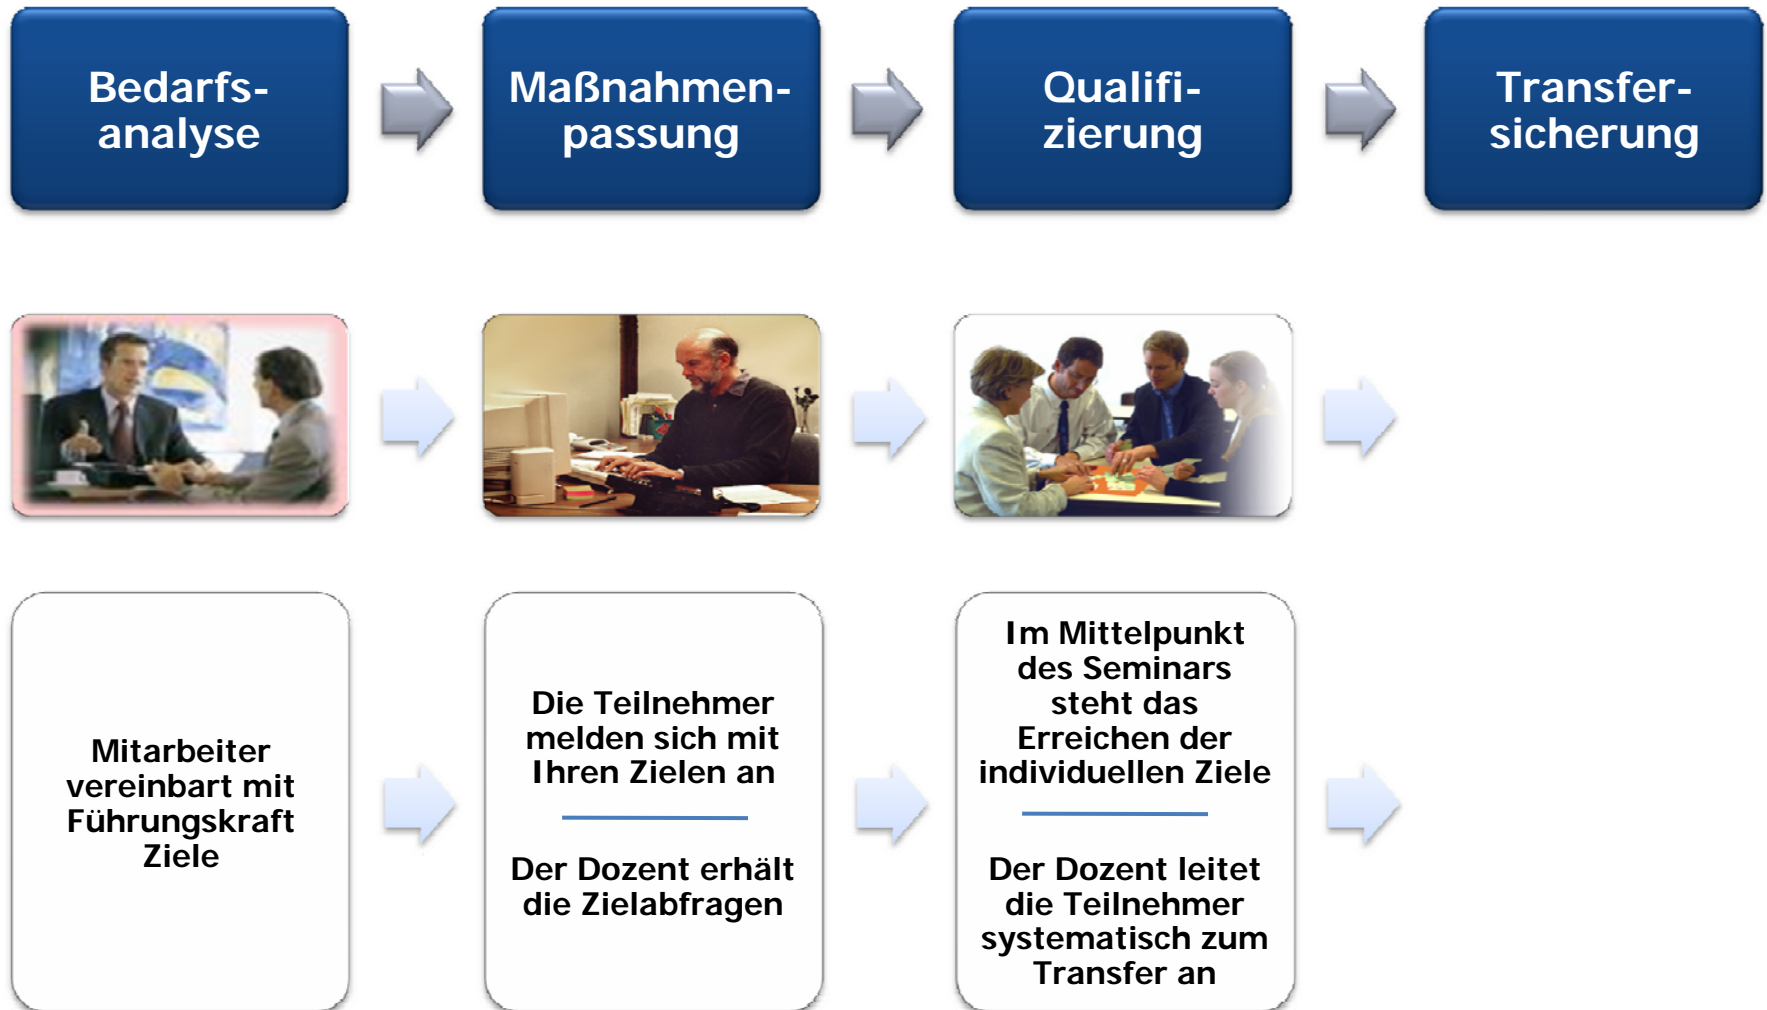 Bedarfs-
analyse
Maßnahmen-
passung
Qualifi-
zierung
Transfer-
sicherung
Mitarbeiter
vereinbart mit
Führungskraft
Ziele
Die Teilnehmer
melden sich mit
Ihren Zielen an
Der Dozent erhält
die Zielabfragen
Im Mittelpunkt
des Seminars
steht das
Erreichen der
individuellen Ziele
Der Dozent leitet
die Teilnehmer
systematisch zum
Transfer an